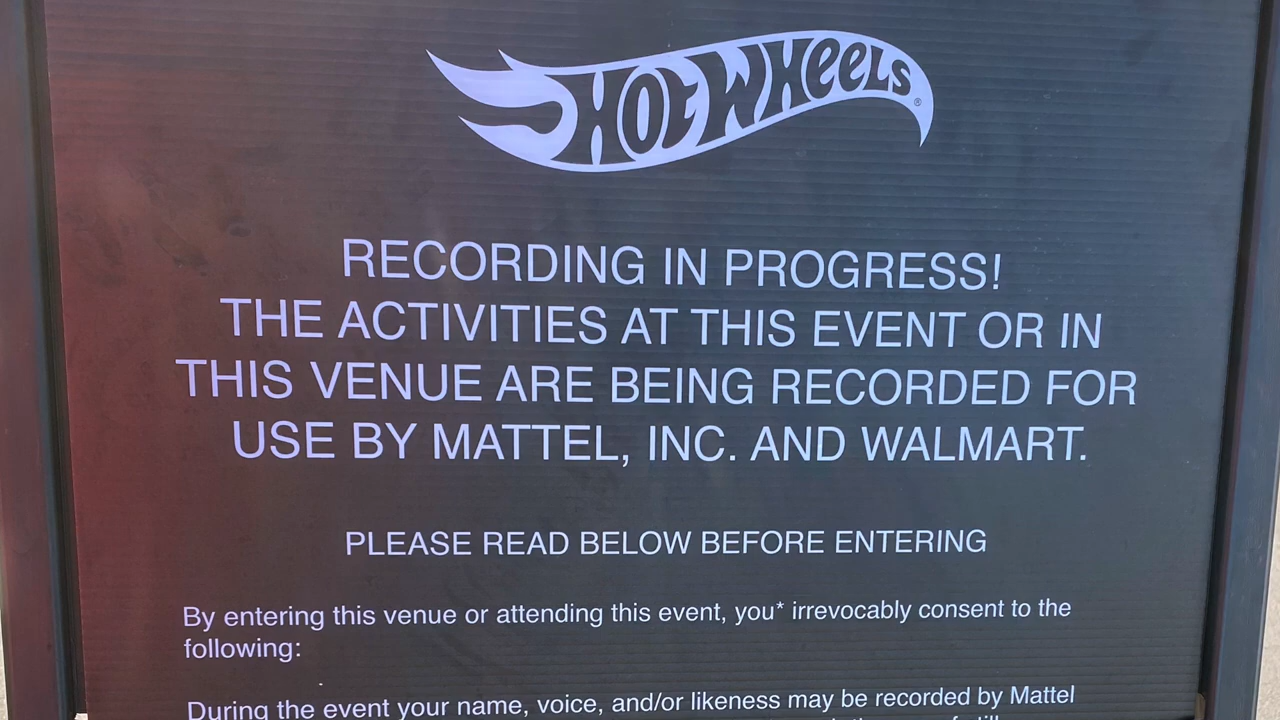 HOT WHEELS ®
RECORDING IN PROGRESS!
THE ACTIVITIES AT THIS EVENT OR IN
THIS VENUE ARE BEING RECORDED FOR
USE BY MATTEL, INC. AND WALMART.
PLEASE READ BELOW BEFORE ENTERING
By entering this venue or attending this event, you* irrevocably consent to the
following:
During the event your name, voice, and/or likeness may be recorded by Mattel